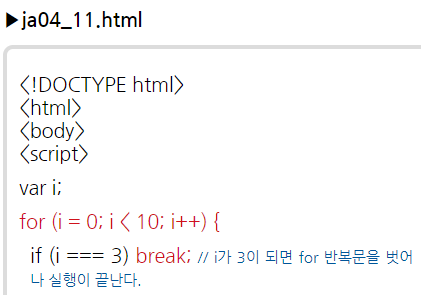 ▶ja04_11.html
<!DOCTYPE html>
<html>
<body>
<script>
var i;
for (i = 0; i < 10; i++) {
if (i === 3) break; // i가 3이 되면 for 반복문을 벗어
나 실행이 끝난다.